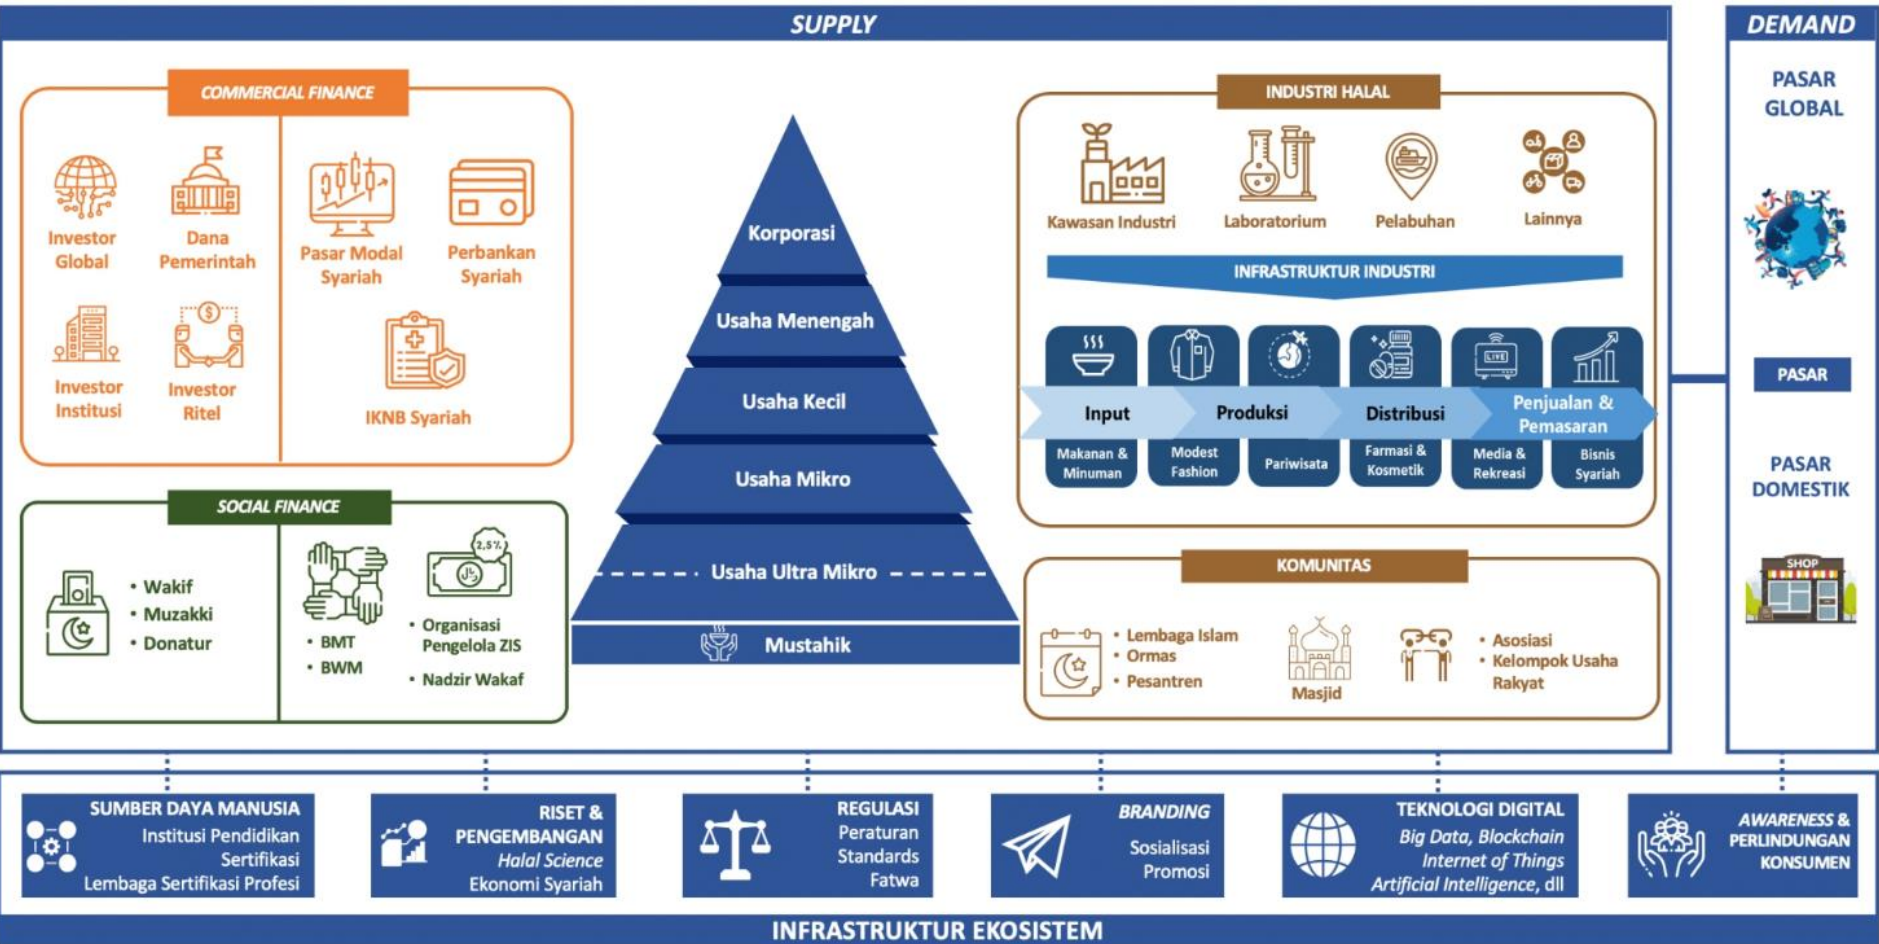 SUPPLY
DEMAND
COMMERCIAL FINANCE
Investor
Global
Dana
Pemerintah
Pasar Modal
Syariah
Perbankan
Syariah
Investor
Institusi
Investor
Ritel
IKNB Syariah
SOCIAL FINANCE
• Wakif
• Muzakki
• Donatur
• BMT
• BWM
2,5%
• Organisasi
Pengelola ZIS
• Nadzir Wakaf
Korporasi
Usaha Menengah
Usaha Kecil
Usaha Mikro
Usaha Ultra Mikro
Mustahik
INDUSTRI HALAL
Kawasan Industri
Laboratorium
Pelabuhan
Lainnya
INFRASTRUKTUR INDUSTRI
LIVE
Input
Produksi
Distribusi
Penjualan &
Pemasaran
Makanan &
Minuman
Modest
Fashion
Pariwisata
Farmasi &
Kosmetik
Media &
Rekreasi
Bisnis
Syariah
KOMUNITAS
• Lembaga Islam
• Ormas
• Pesantren
Masjid
• Asosiasi
• Kelompok Usaha
Rakyat
PASAR
GLOBAL
PASAR
PASAR
DOMESTIK
SHOP
SUMBER DAYA MANUSIA
Institusi Pendidikan
Sertifikasi
Lembaga Sertifikasi Profesi
RISET &
PENGEMBANGAN
Halal Science
Ekonomi Syariah
REGULASI
Peraturan
Standards
Fatwa
BRANDING
Sosialisasi
Promosi
TEKNOLOGI DIGITAL
Big Data, Blockchain
Internet of Things
Artificial Intelligence, dll
AWARENESS &
PERLINDUNGAN
KONSUMEN
INFRASTRUKTUR EKOSISTEM